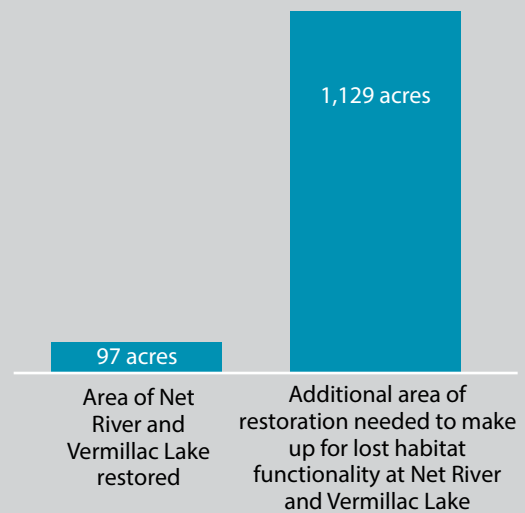 1,129 acres
97 acres
Area of Net
River and
Vermillac Lake
restored
Additional area of
restoration needed to make
up for lost habitat
functionality at Net River
and Vermillac Lake